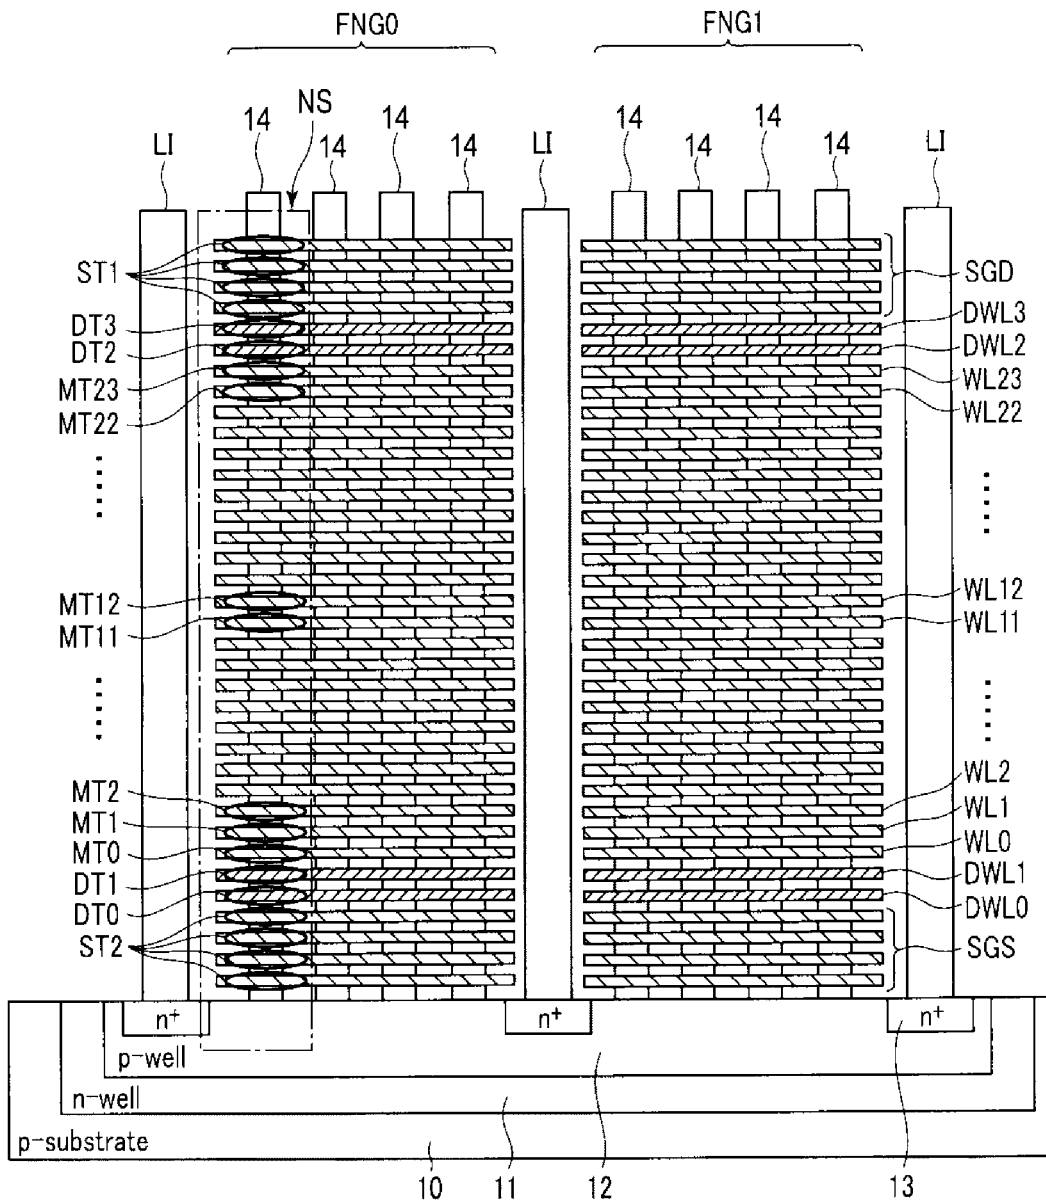 FNG0 FNG1
NS
14 14 14 14
14 14 14 14
LI LI LI
ST1 SGD
DT3 DWL3
DT2 DWL2
MT23 WL23
MT22 WL22
MT12 WL12
MT11 WL11
MT2 WL2
MT1 WL1
MT0 WL0
DT1 DWL1
DT0 DWL0
ST2 SGS
n+ n+ n+
p-well
n-well
p-substrate
10 11 12 13